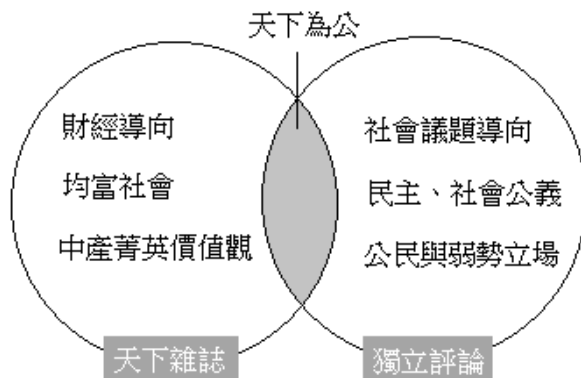 天下為公
財經導向
均富社會
中產菁英價值觀
社會議題導向
民主、社會公義
公民與弱勢立場
天下雜誌
獨立評論